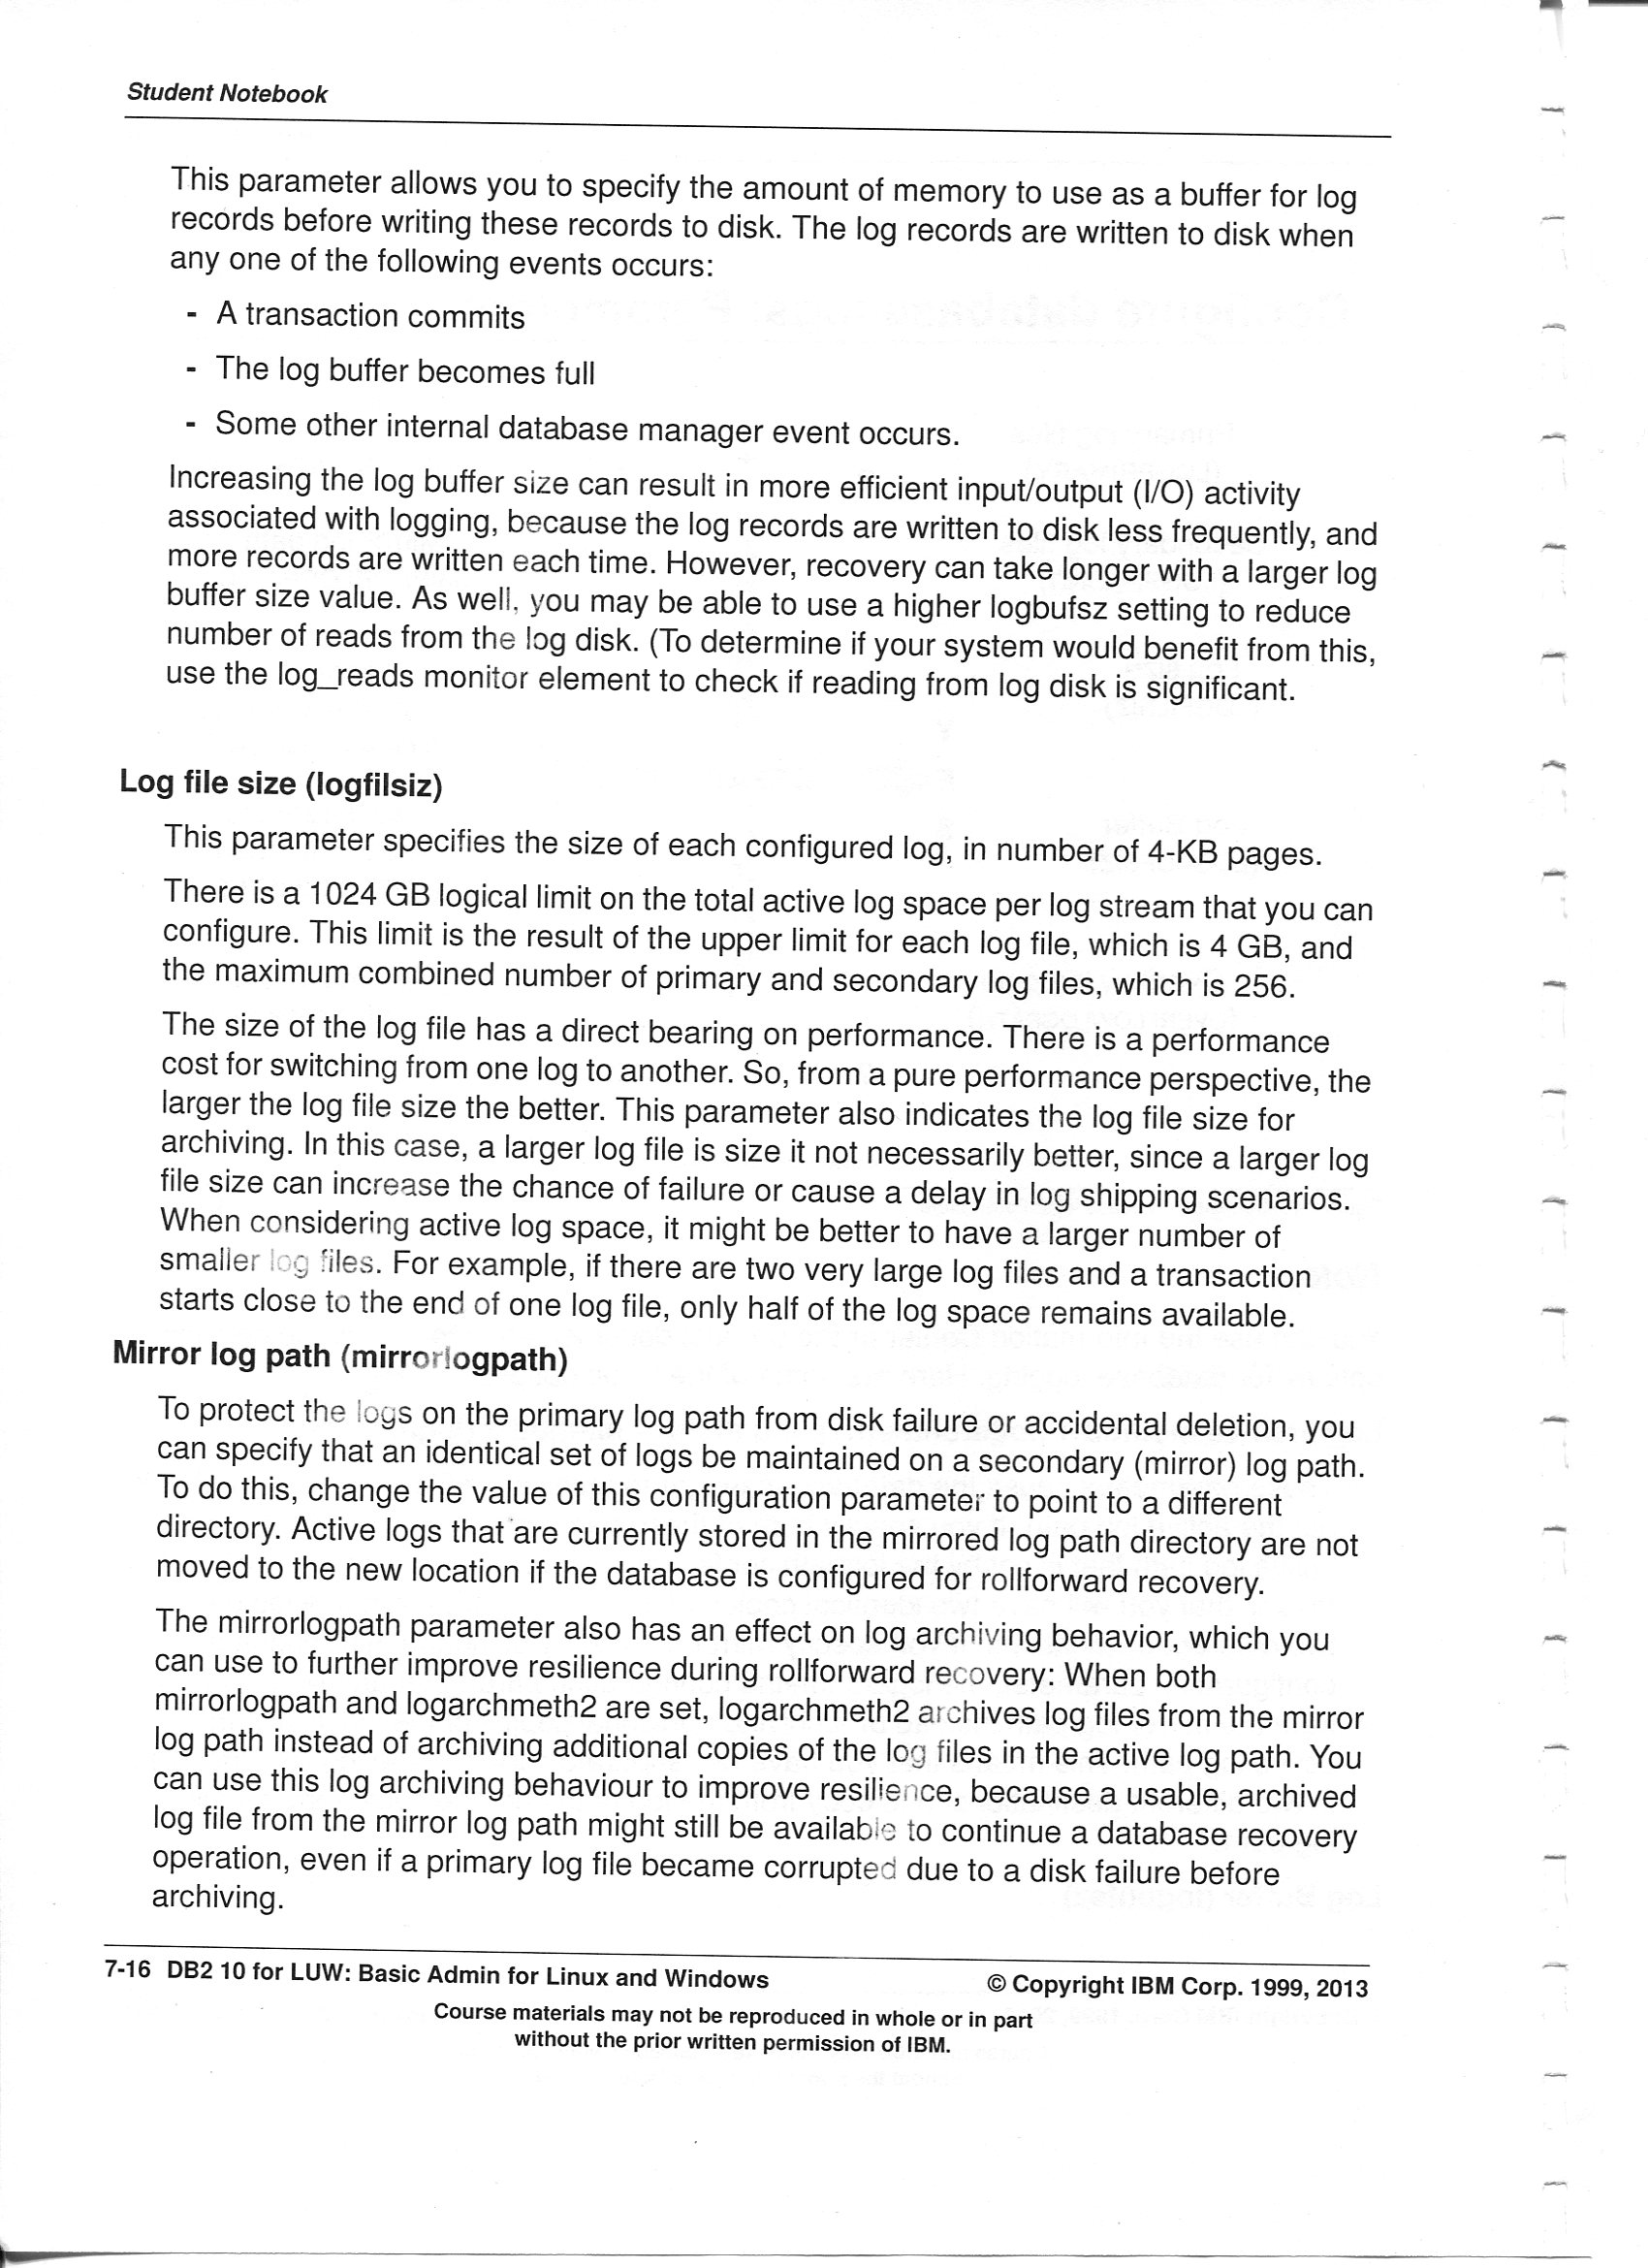 Student Notebook
This parameter allows you to specify the amount of memory to use as a buffer for log
records before writing these records to disk. The log records are written to disk when
any one of the following events occurs:
- A transaction commits
- The log buffer becomes full
- Some other internal database manager event occurs.
Increasing the log buffer size can result in more efficient input/output (I/O) activity
associated with logging, because the log records are written to disk less frequently, and
more records are written each time. However, recovery can take longer with a larger log
buffer size value. As well, you may be able to use a higher logbufsz setting to reduce
number of reads from the log disk. (To determine if your system would benefit from this,
use the log_reads monitor element to check if reading from log disk is significant.
Log file size (logfilsiz)
This parameter specifies the size of each configured log, in number of 4-KB pages.
There is a 1024 GB logical limit on the total active log space per log stream that you can
configure. This limit is the result of the upper limit for each log file, which is 4 GB, and
the maximum combined number of primary and secondary log files, which is 256.
The size of the log file has a direct bearing on performance. There is a performance
cost for switching from one log to another. So, from a pure performance perspective, the
larger the log file size the better. This parameter also indicates the log file size for
archiving. In this case, a larger log file is size it not necessarily better, since a larger log
file size can increase the chance of failure or cause a delay in log shipping scenarios.
When considering active log space, it might be better to have a larger number of
smaller log files. For example, if there are two very large log files and a transaction
starts close to the end of one log file, only half of the log space remains available.
Mirror log path (mirrorlogpath)
To protect the logs on the primary log path from disk failure or accidental deletion, you
can specify that an identical set of logs be maintained on a secondary (mirror) log path.
To do this, change the value of this configuration parameter to point to a different
directory. Active logs that are currently stored in the mirrored log path directory are not
moved to the new location if the database is configured for rollforward recovery.
The mirrorlogpath parameter also has an effect on log archiving behavior, which you
can use to further improve resilience during rollforward recovery: When both
mirrorlogpath and logarchmeth2 are set, logarchmeth2 archives log files from the mirror
log path instead of archiving additional copies of the log files in the active log path. You
can use this log archiving behaviour to improve resilience, because a usable, archived
log file from the mirror log path might still be available to continue a database recovery
operation, even if a primary log file became corrupted due to a disk failure before
archiving.
7-16 DB2 10 for LUW: Basic Admin for Linux and Windows
© Copyright IBM Corp. 1999, 2013
Course materials may not be reproduced in whole or in part
without the prior written permission of IBM.